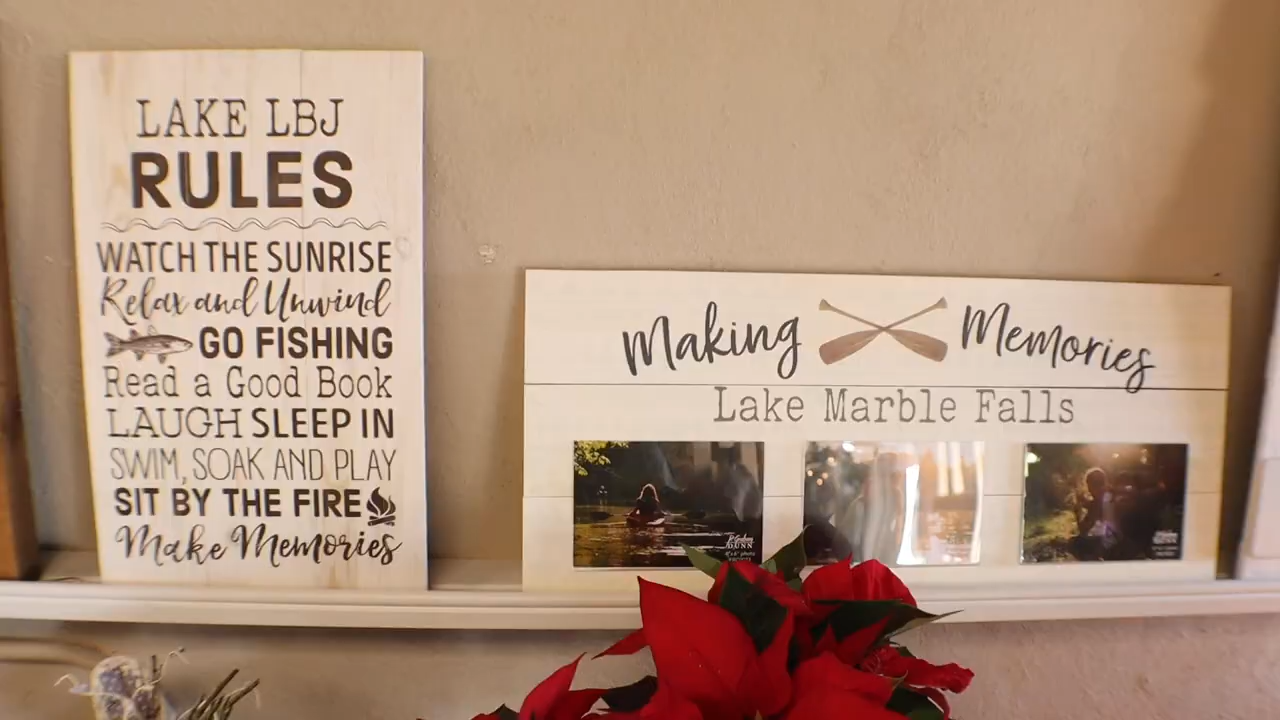 LAKE LBJ
RULES
WATCH THE SUNRISE
Relax and Unwind
GO FISHING
Read a Good Book
LAUGH SLEEP IN
SWIM, SOAK AND PLAY
SIT BY THE FIRE
Make Memories
Making Memories
Lake Marble Falls